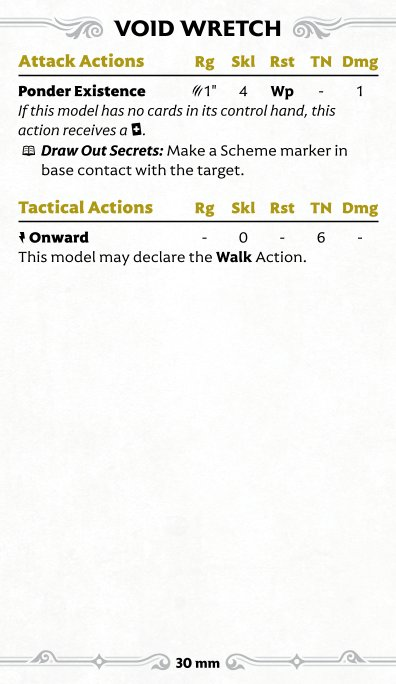 VOID WRETCH
Attack Actions Rg Skl Rst TN Dmg
Ponder Existence 1" 4 Wp - 1
If this model has no cards in its control hand, this
action receives a .
Draw Out Secrets: Make a Scheme marker in
base contact with the target.
Tactical Actions Rg Skl Rst TN Dmg
Onward - 0 - 6 -
This model may declare the Walk Action.
30 mm